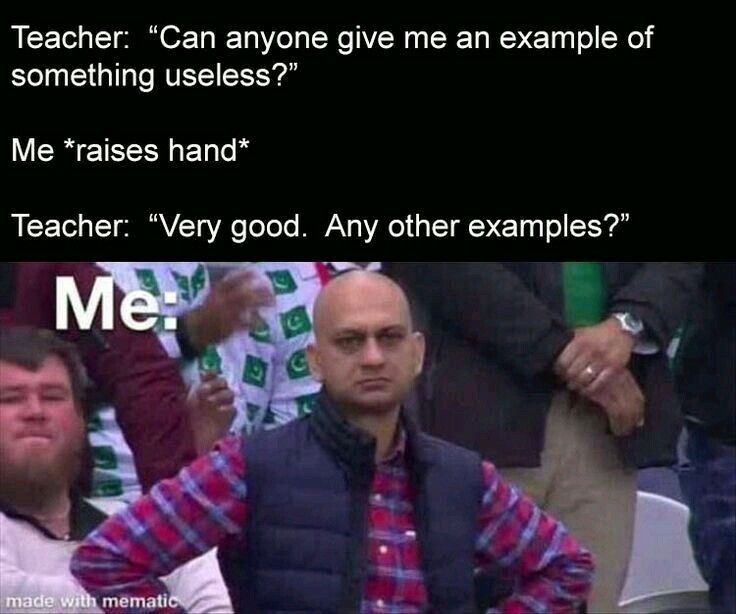 Teacher:  “Can anyone give me an example of
something useless?”
Me *raises hand*
Teacher:  “Very good.  Any other examples?”
Me:
made with mematic